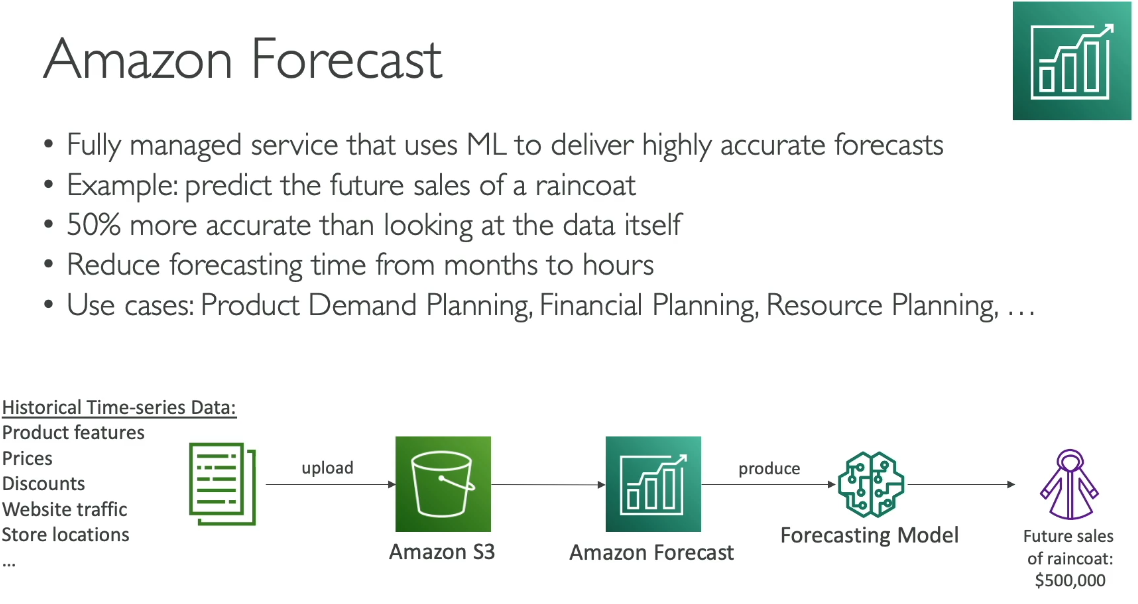 Amazon Forecast
• Fully managed service that uses ML to deliver highly accurate forecasts
• Example: predict the future sales of a raincoat
• 50% more accurate than looking at the data itself
• Reduce forecasting time from months to hours
• Use cases: Product Demand Planning, Financial Planning, Resource Planning, …
Historical Time-series Data:
Product features
Prices
Discounts
Website traffic
Store locations
...
upload
Amazon S3
Amazon Forecast
produce
Forecasting Model
Future sales
of raincoat:
$500,000